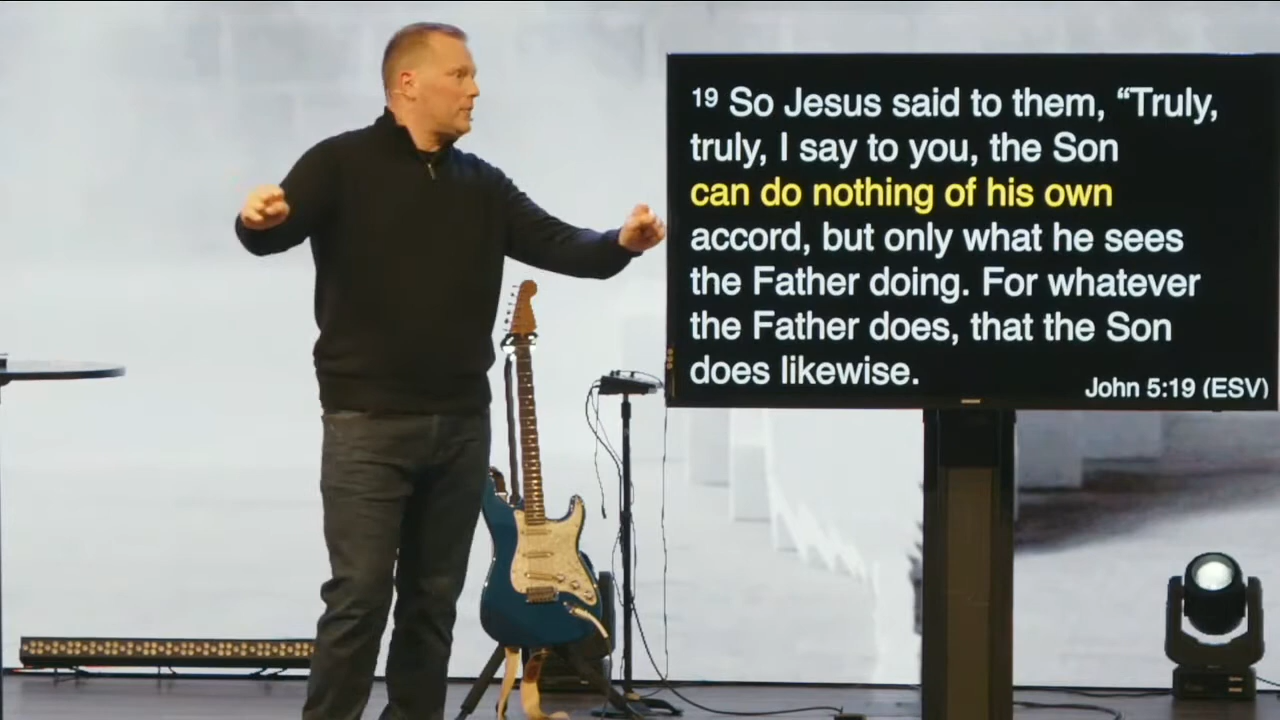 19 So Jesus said to them, “Truly,
truly, I say to you, the Son
can do nothing of his own
accord, but only what he sees
the Father doing. For whatever
the Father does, that the Son
does likewise.
John 5:19 (ESV)